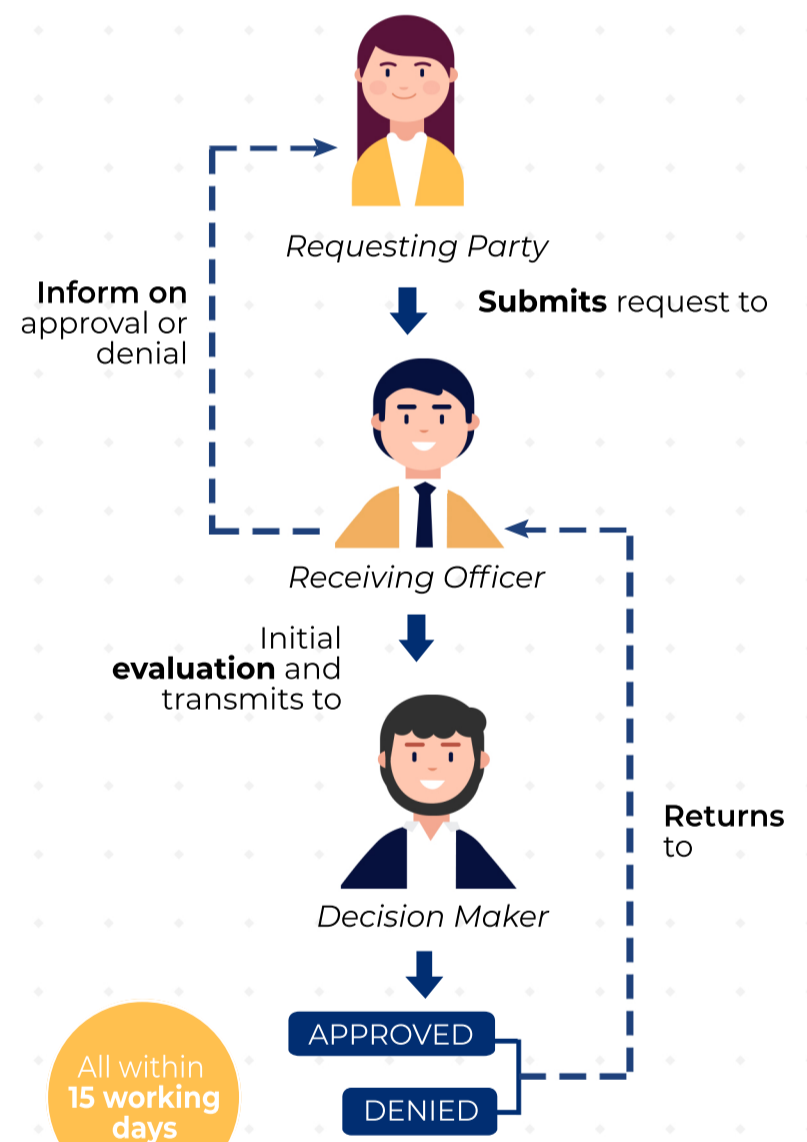 Requesting Party
Submits request to
Inform on
approval or
denial
Receiving Officer
Initial
evaluation and
transmits to
Returns
to
Decision Maker
APPROVED
DENIED
All within
15 working
days